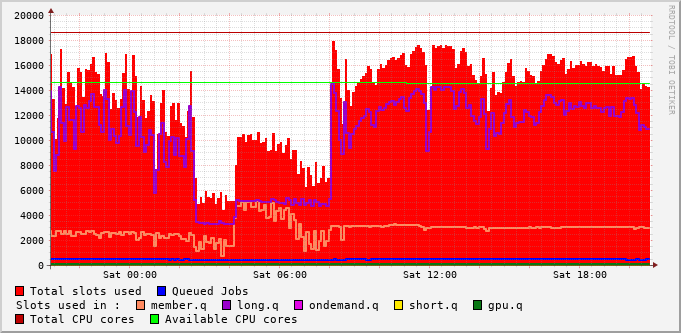 20000
18000
16000
14000
12000
10000
8000
6000
4000
2000
0
Sat 00:00 Sat 06:00 Sat 12:00 Sat 18:00
RRDTOOL / TOBI OETIKER
Total slots used Queued Jobs
Slots used in : member.q long.q ondemand.q short.q gpu.q
Total CPU cores Available CPU cores